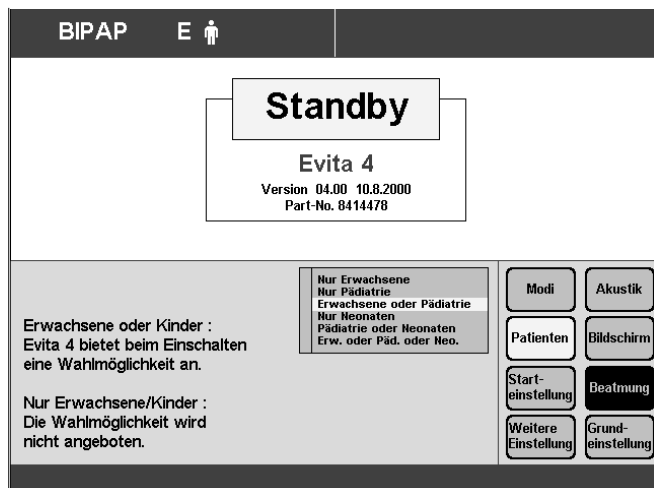 BIPAP E
Standby
Evita 4
Version 04.00 10.8.2000
Part-No. 8414478
Nur Erwachsene
Nur Pädiatrie
Erwachsene oder Pädiatrie
Nur Neonaten
Pädiatrie oder Neonaten
Erw. oder Päd. oder Neo.
Erwachsene oder Kinder :
Evita 4 bietet beim Einschalten
eine Wahlmöglichkeit an.
Nur Erwachsene/Kinder :
Die Wahlmöglichkeit wird
nicht angeboten.
Modi
Akustik
Patienten
Bildschirm
Start-
einstellung
Beatmung
Weitere
Einstellung
Grund-
einstellung